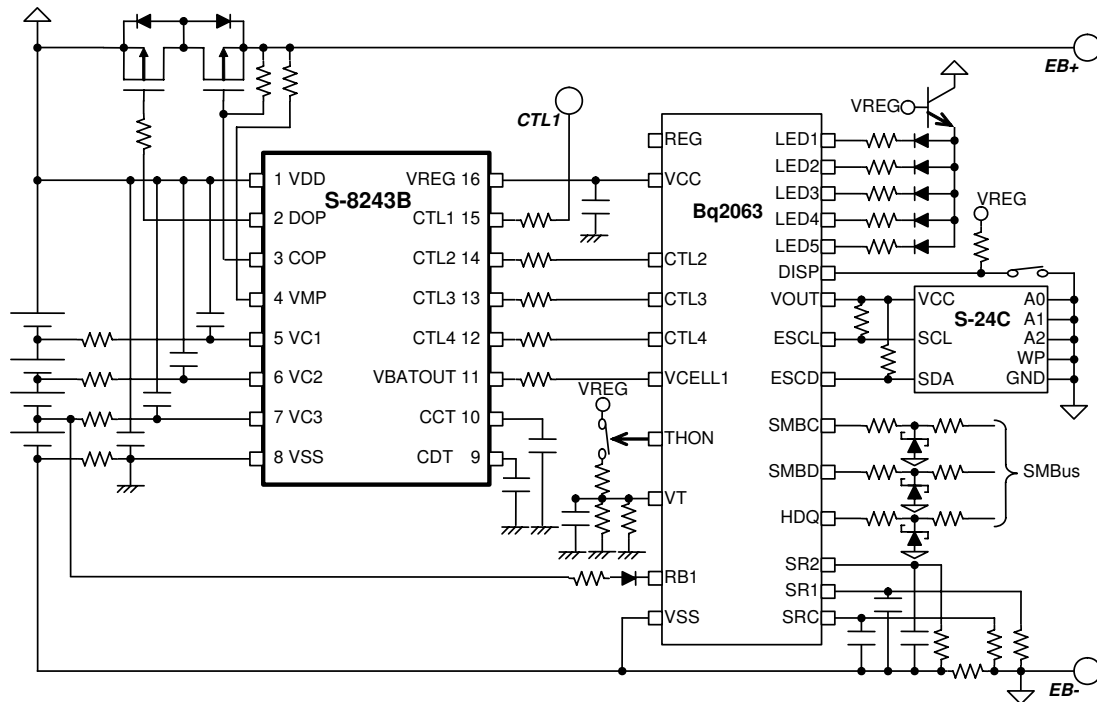 EB+
CTL1
VREG
S-8243B
1 VDD
2 DOP
3 COP
4 VMP
5 VC1
6 VC2
7 VC3
8 VSS
VREG 16
CTL1 15
CTL2 14
CTL3 13
CTL4 12
VBATOUT 11
CCT 10
CDT 9
VREG
Bq2063
REG
VCC
CTL2
CTL3
CTL4
VCELL1
THON
VT
RB1
VSS
LED1
LED2
LED3
LED4
LED5
DISP
VOUT
ESCL
ESCD
SMBC
SMBD
HDQ
SR2
SR1
SRC
VREG
S-24C
VCC
SCL
SDA
A0
A1
A2
WP
GND
SMBus
EB-